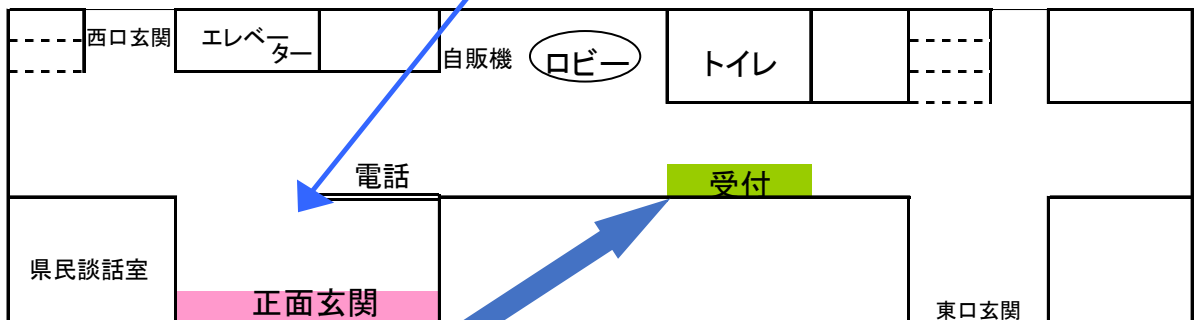 西口玄関
エレベー
ター
自販機
ロビー
トイレ
電話
受付
県民談話室
正面玄関
東口玄関